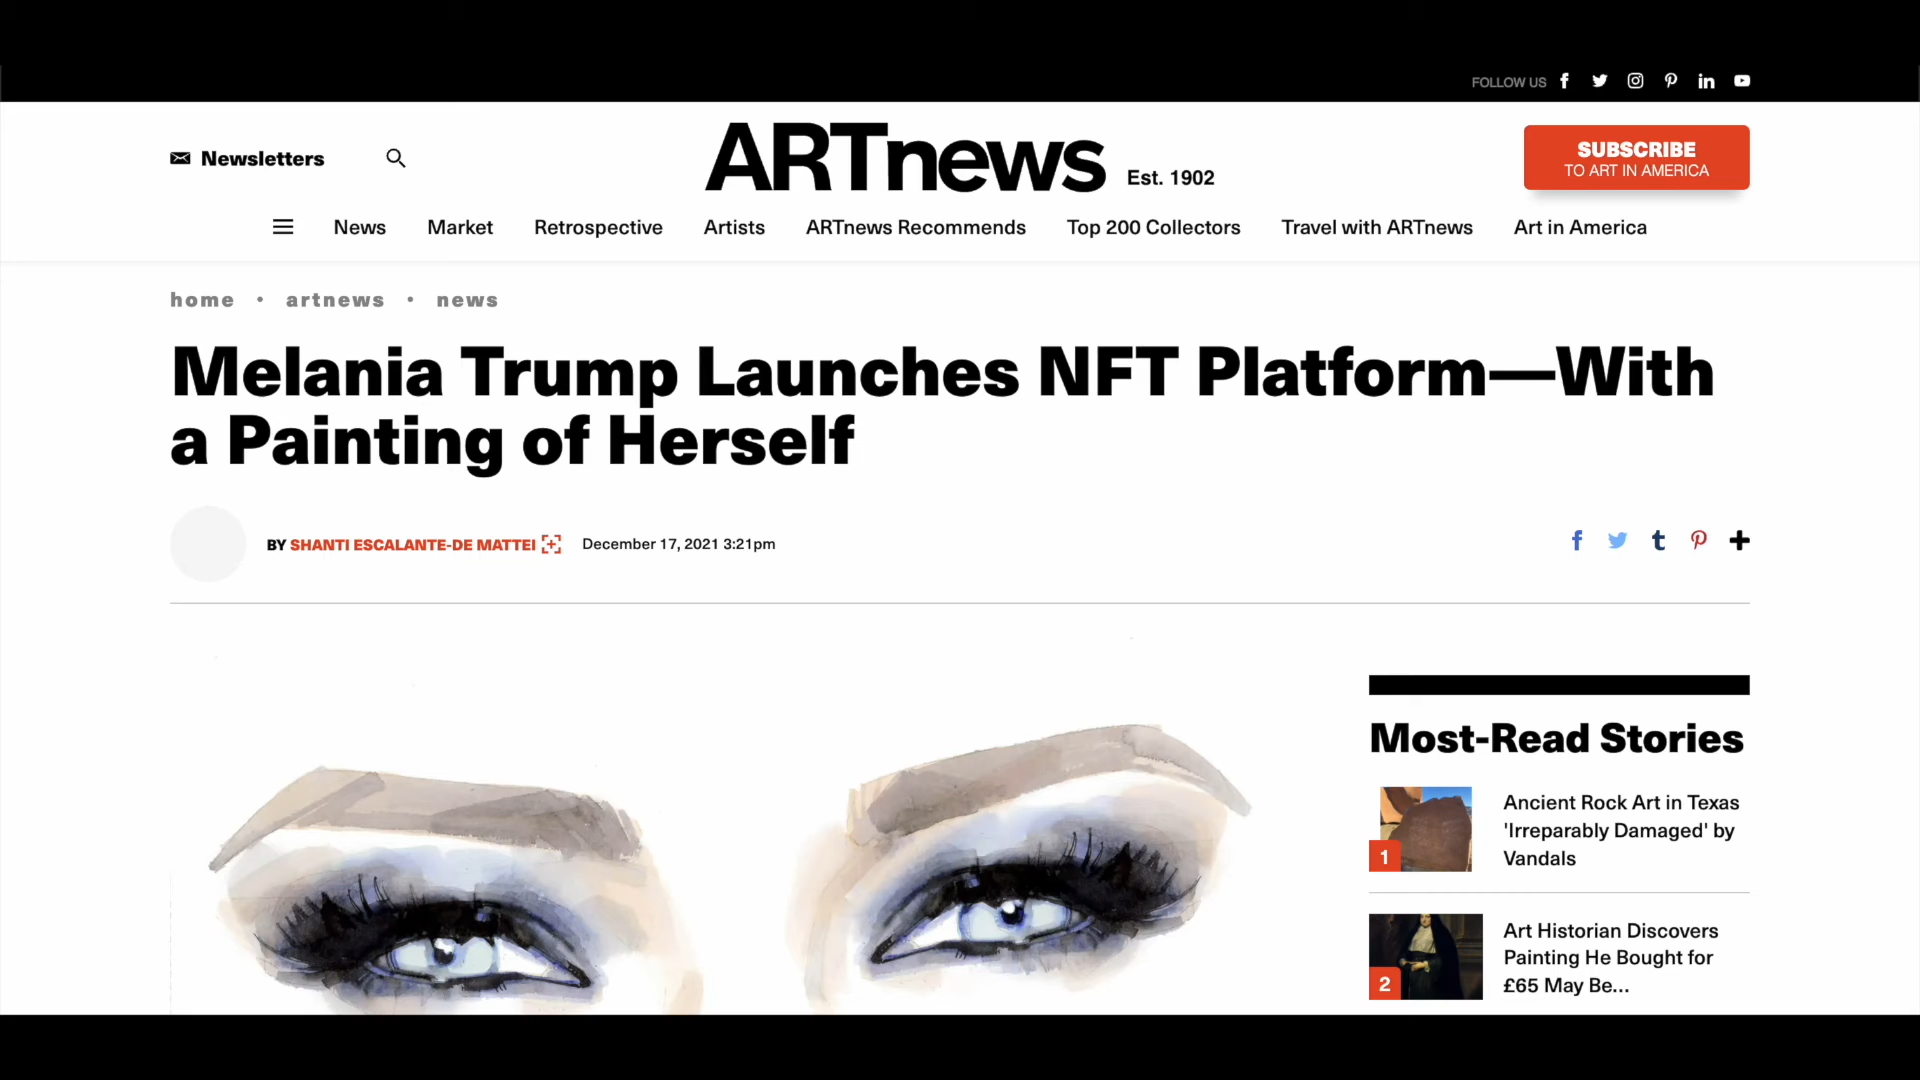 FOLLOW US
Newsletters
ARTnews Est. 1902
SUBSCRIBE
TO ART IN AMERICA
News Market Retrospective Artists ARTnews Recommends Top 200 Collectors Travel with ARTnews Art in America
home • artnews • news
Melania Trump Launches NFT Platform—With
a Painting of Herself
BY SHANTI ESCALANTE-DE MATTEI December 17, 2021 3:21pm
Most-Read Stories
1
Ancient Rock Art in Texas
'Irreparably Damaged' by
Vandals
2
Art Historian Discovers
Painting He Bought for
£65 May Be...